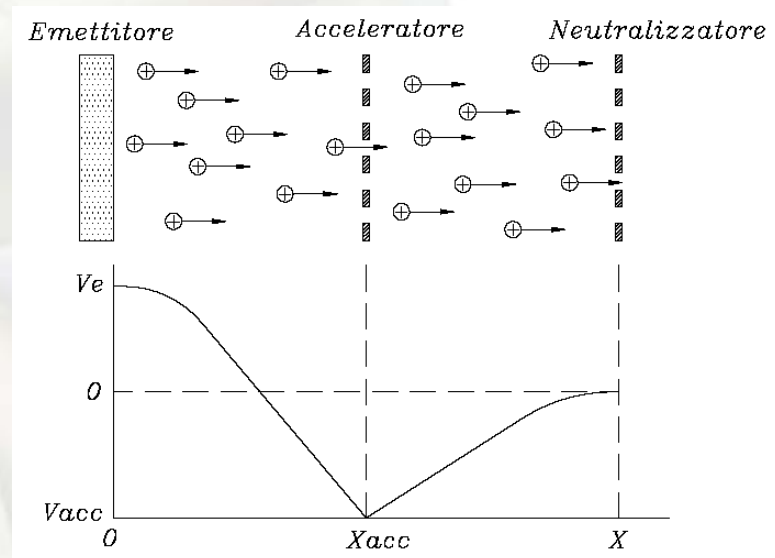 Emettitore
Acceleratore
Neutralizzatore
Ve
0
Vacc
0
Xacc
X